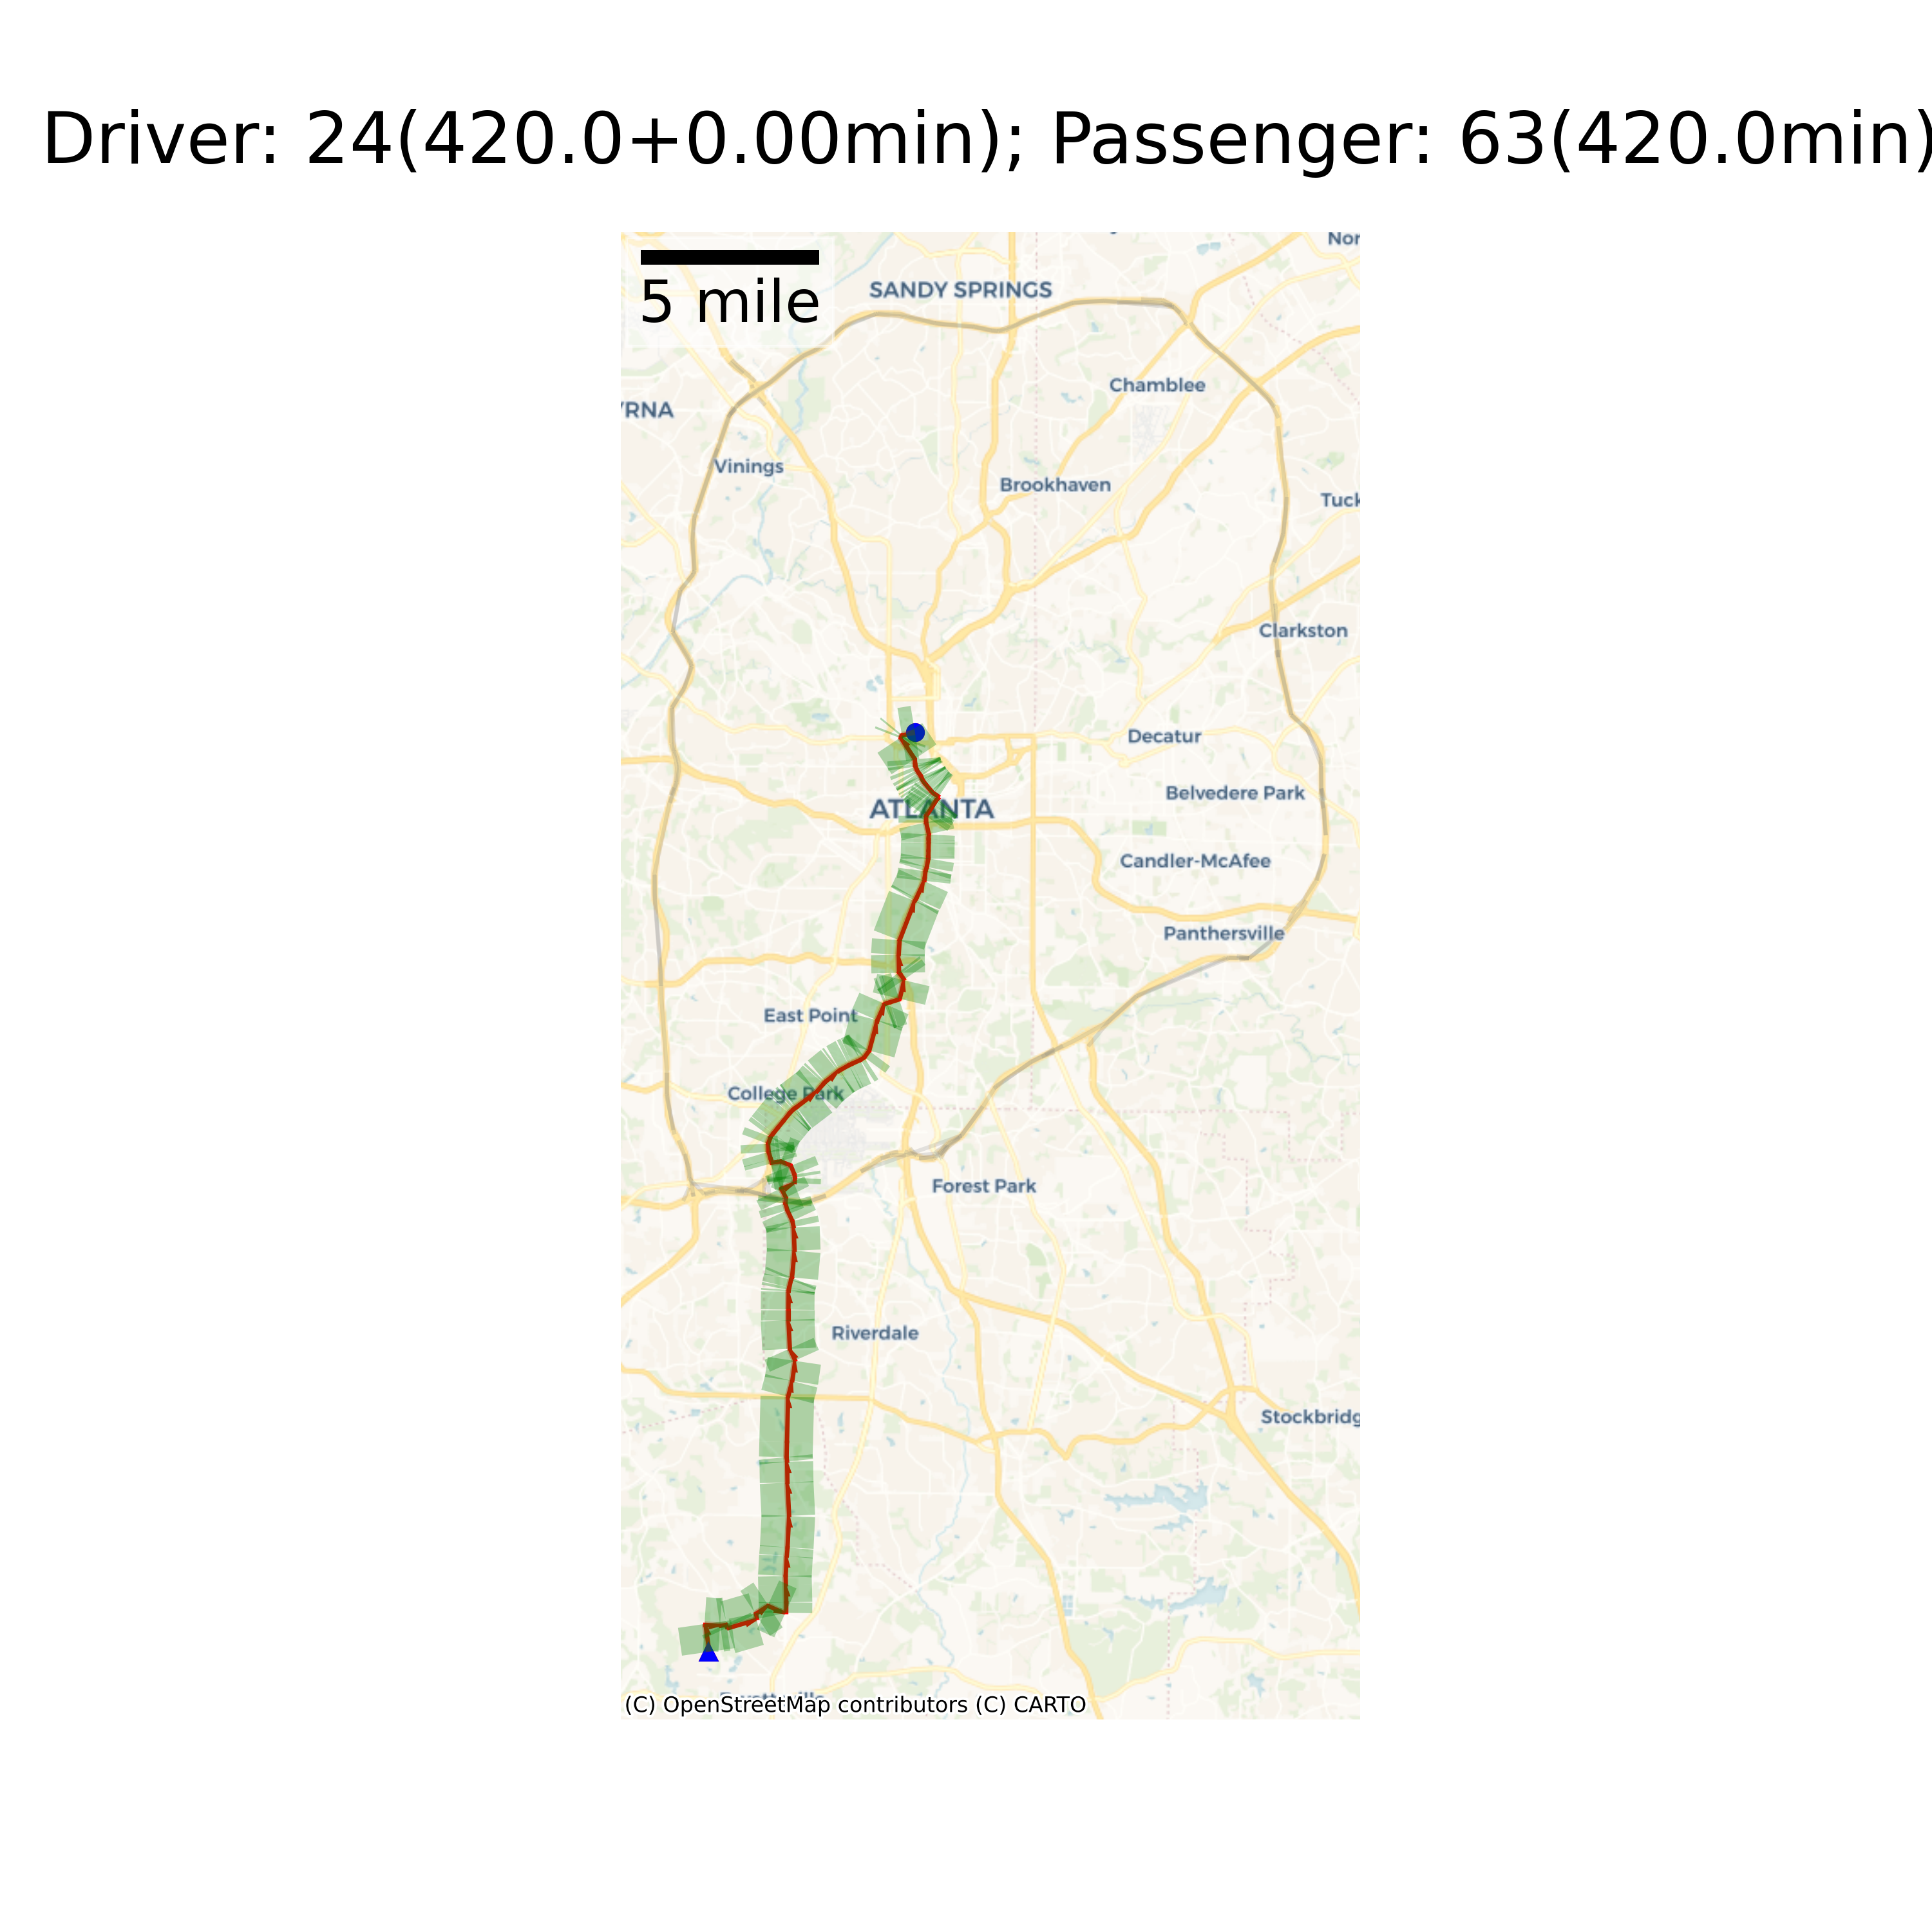 Driver: 24(420.0+0.00min); Passenger: 63(420.0min)
Nor
5 mile
SANDY SPRINGS
Chamblee
YRNA
Vinings
Brookhaven
Tuck
Clarkston
Decatur
Belvedere Park
ATLANTA
Candler-McAfee
Panthersville
East Point
College Park
Forest Park
Riverdale
Stockbridg
(C) OpenStreetMap contributors (C) CARTO